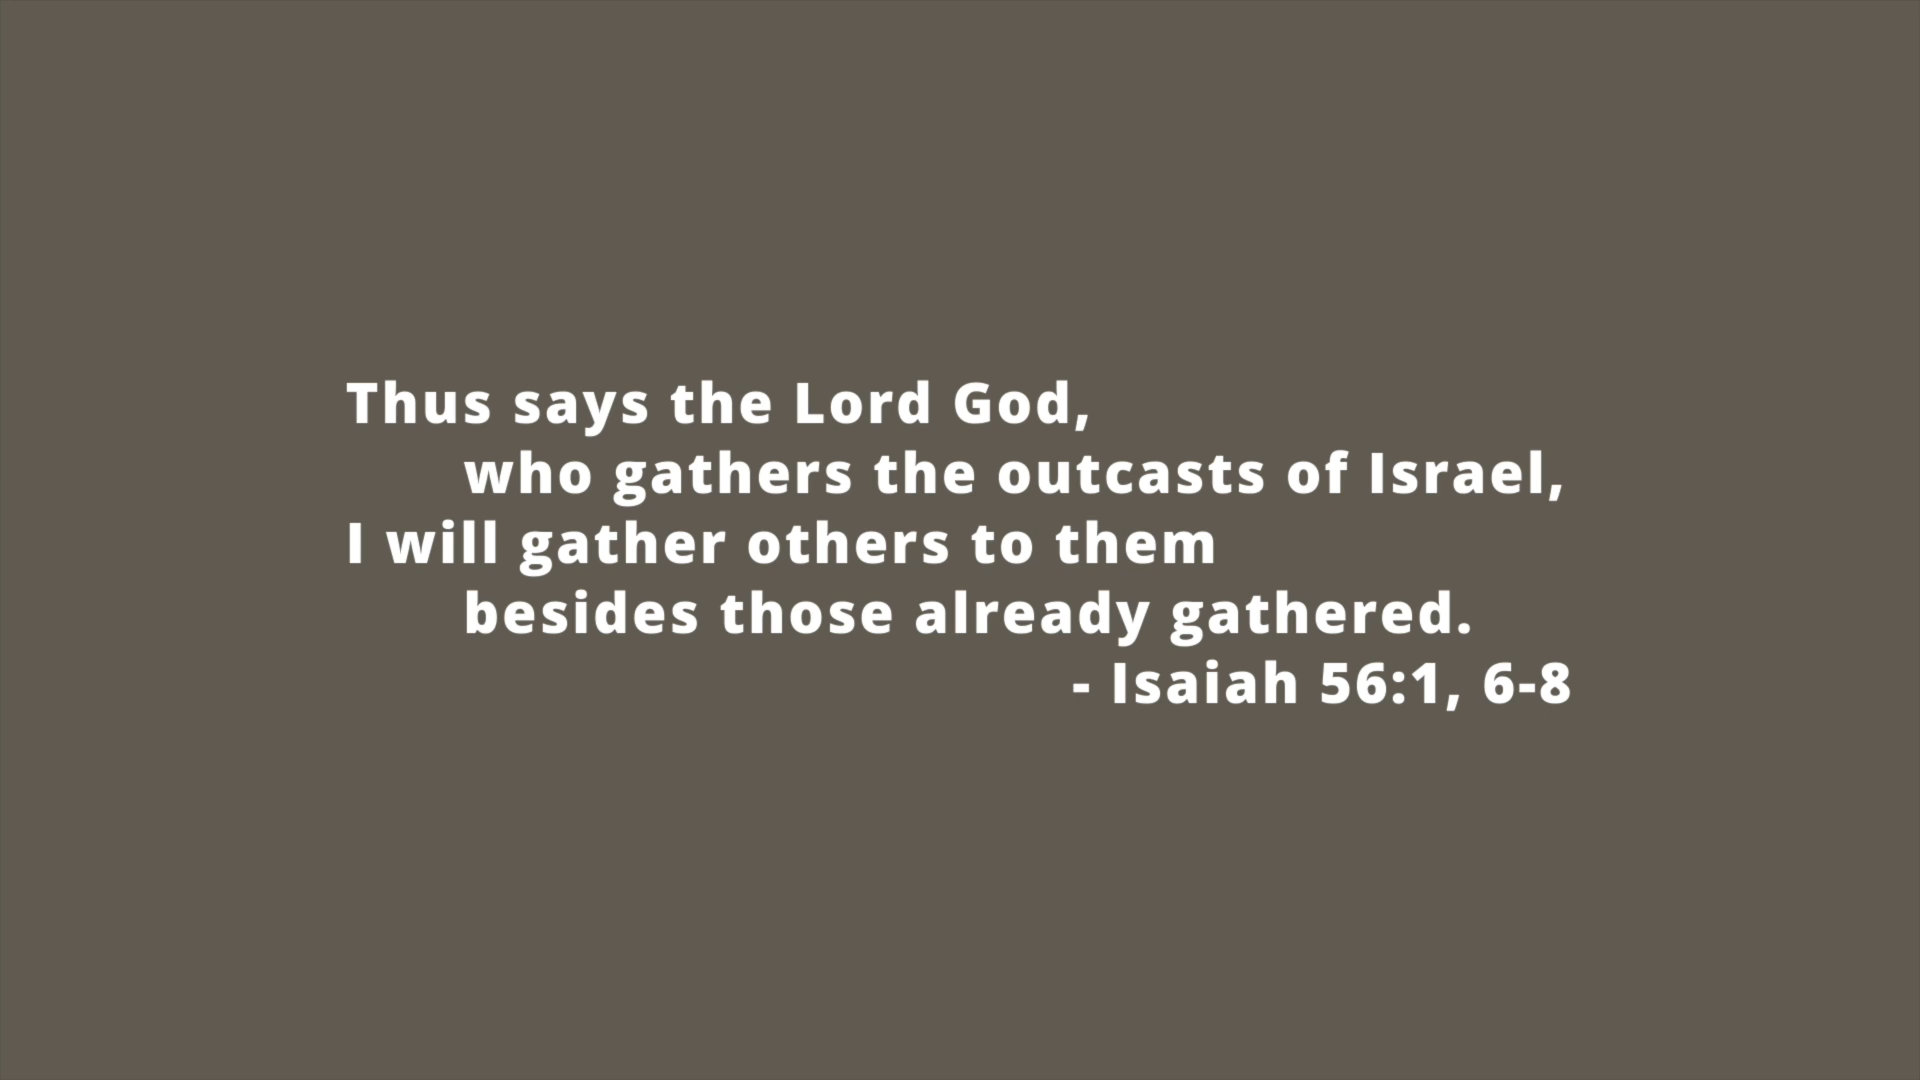 Thus says the Lord God,
who gathers the outcasts of Israel,
I will gather others to them
besides those already gathered.
- Isaiah 56:1, 6-8